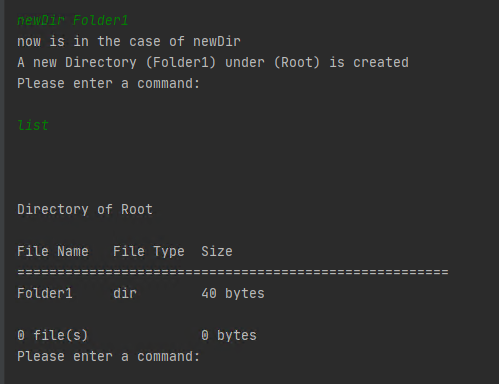 newDir Folder1
now is in the case of newDir
A new Directory (Folder1) under (Root) is created
Please enter a command:
list
Directory of Root
File Name   File Type  Size
======================================================
Folder1     dir        40 bytes
0 file(s)              0 bytes
Please enter a command: